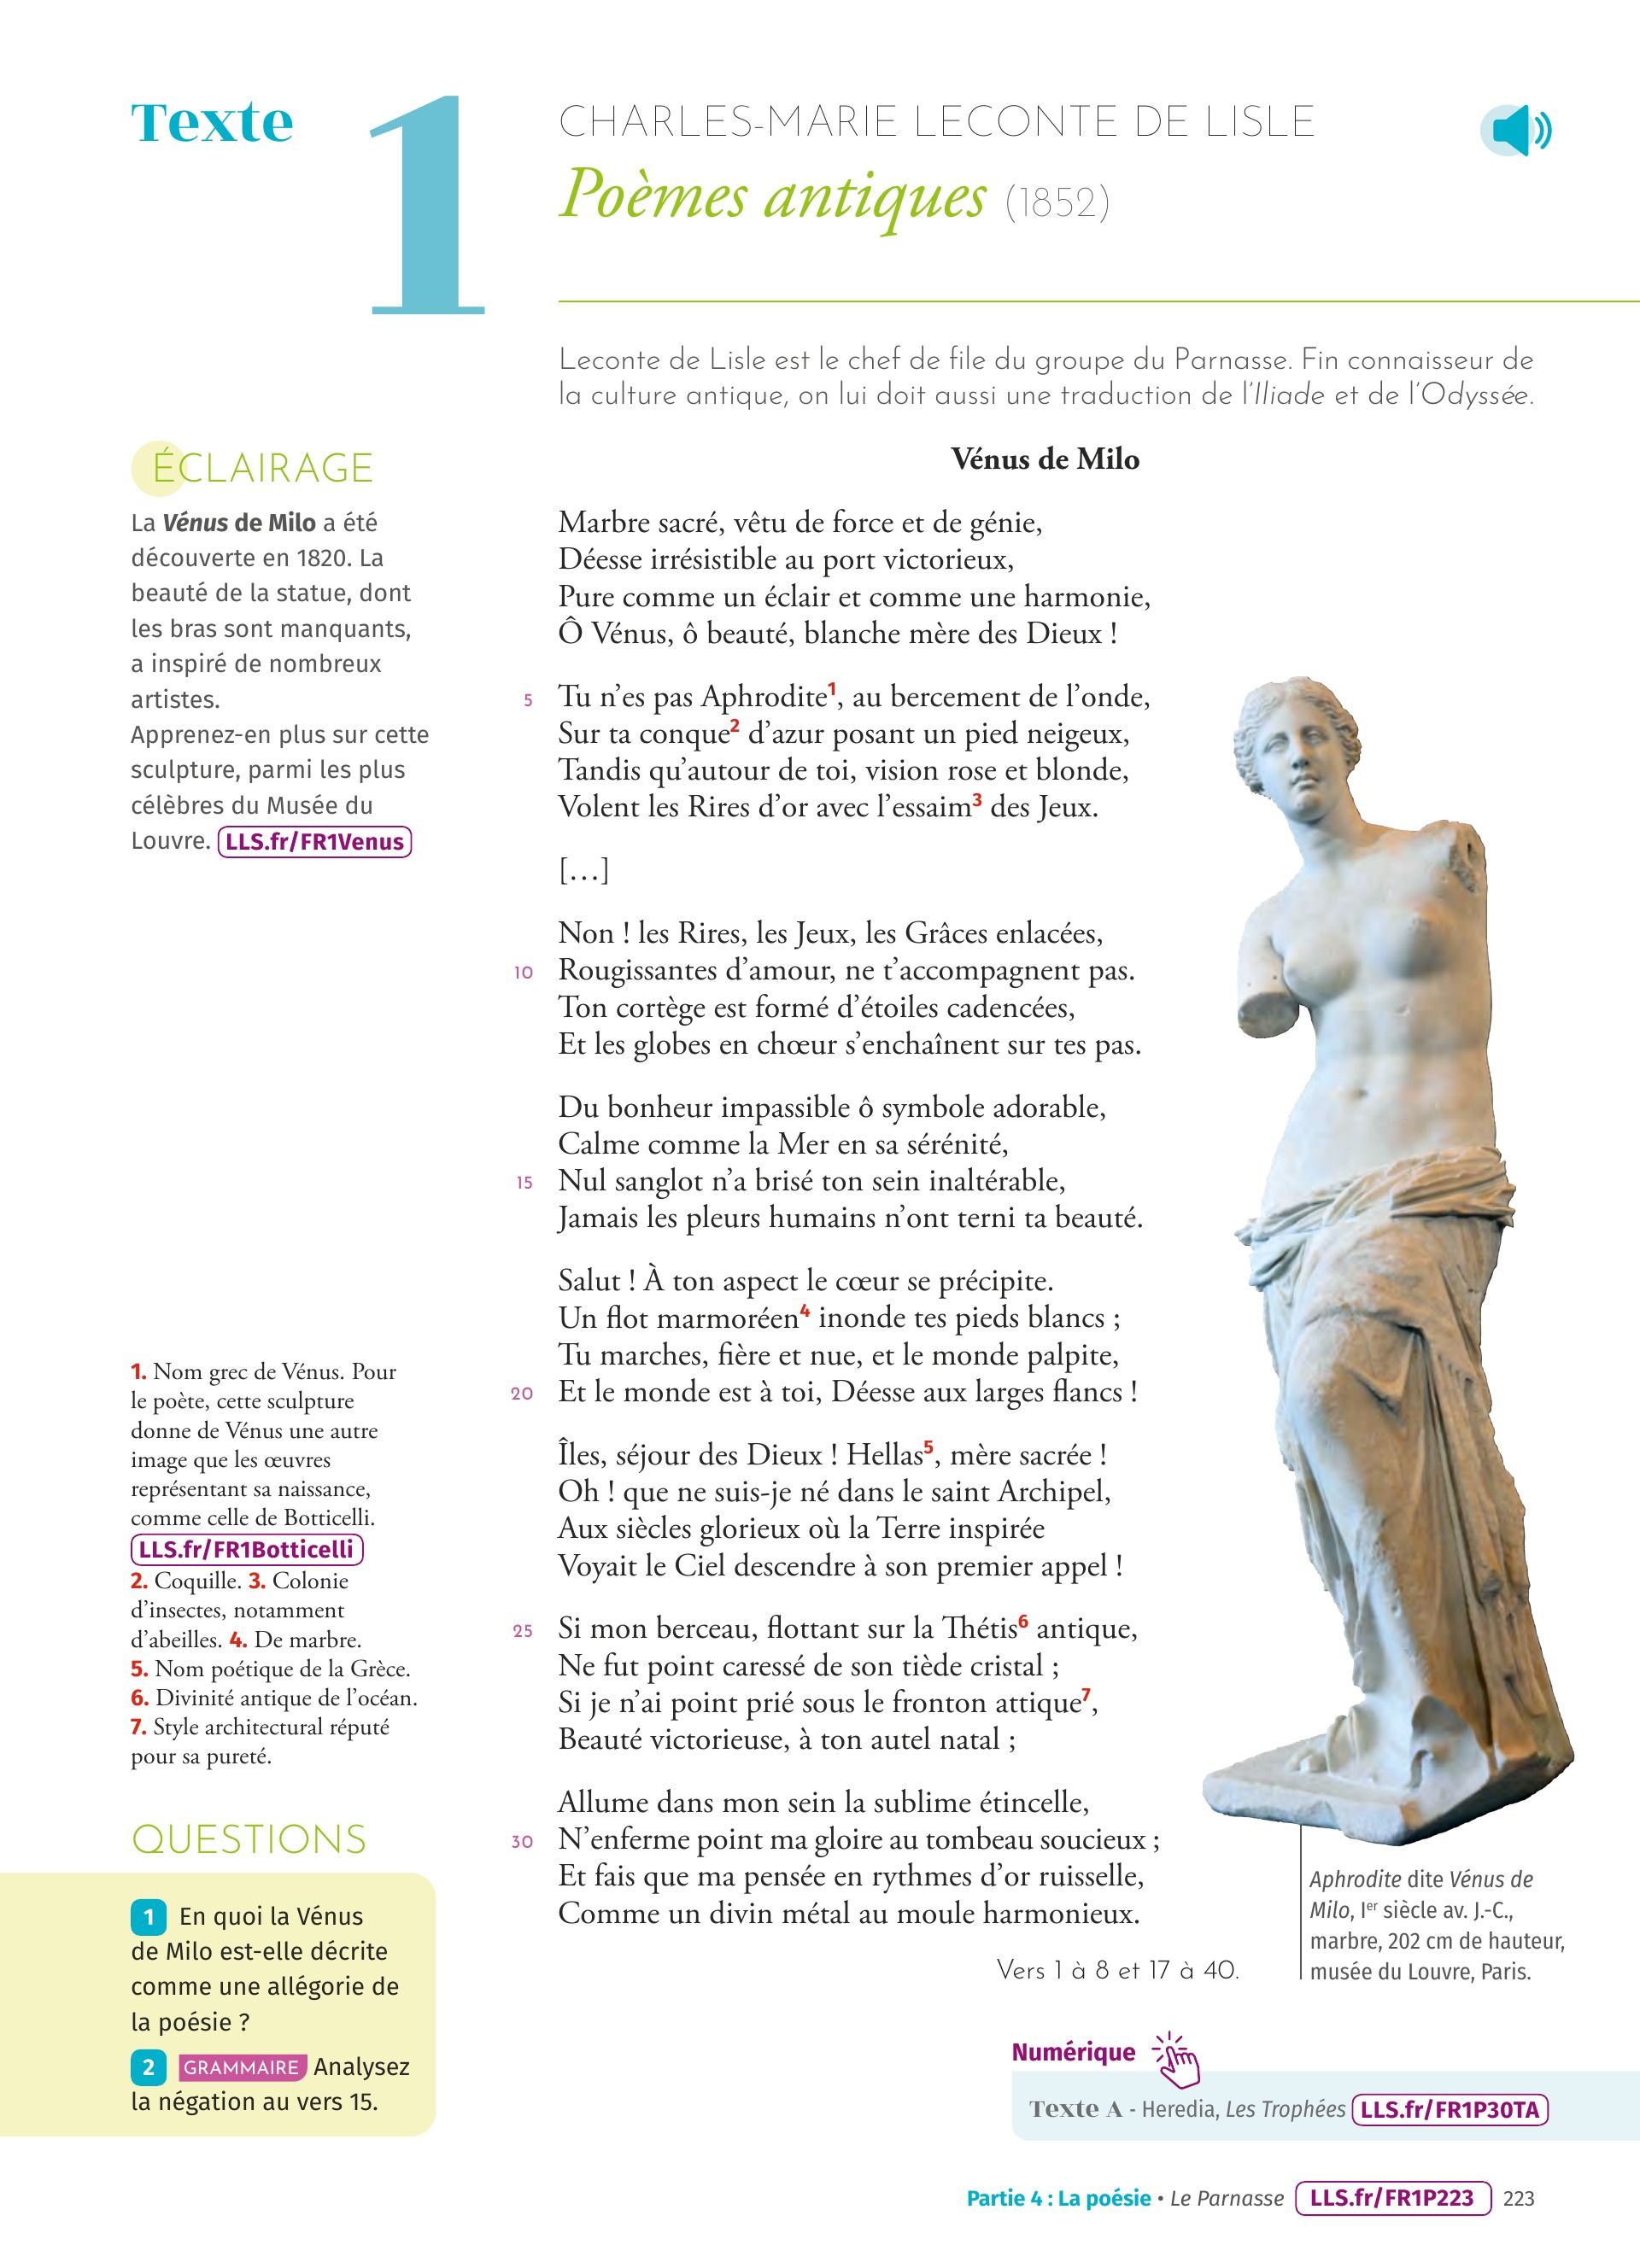 Texte 1
CHARLES-MARIE LECONTE DE LISLE
Poèmes antiques (1852)
Leconte de Lisle est le chef de file du groupe du Parnasse. Fin connaisseur de
la culture antique, on lui doit aussi une traduction de l’Iliade et de l’Odyssée.
ÉCLAIRAGE
La Vénus de Milo a été
découverte en 1820. La
beauté de la statue, dont
les bras sont manquants,
a inspiré de nombreux
artistes.
Apprenez-en plus sur cette
sculpture, parmi les plus
célèbres du Musée du
Louvre. LLS.fr/FR1Venus
Vénus de Milo
Marbre sacré, vêtu de force et de génie,
Déesse irrésistible au port victorieux,
Pure comme un éclair et comme une harmonie,
Ô Vénus, ô beauté, blanche mère des Dieux !
5 Tu n’es pas Aphrodite1, au bercement de l’onde,
Sur ta conque2 d’azur posant un pied neigeux,
Tandis qu’autour de toi, vision rose et blonde,
Volent les Rires d’or avec l’essaim3 des Jeux.
[…]
Non ! les Rires, les Jeux, les Grâces enlacées,
10 Rougissantes d’amour, ne t’accompagnent pas.
Ton cortège est formé d’étoiles cadencées,
Et les globes en chœur s’enchaînent sur tes pas.
Du bonheur impassible ô symbole adorable,
Calme comme la Mer en sa sérénité,
15 Nul sanglot n’a brisé ton sein inaltérable,
Jamais les pleurs humains n’ont terni ta beauté.
Salut ! À ton aspect le cœur se précipite.
Un flot marmoréen4 inonde tes pieds blancs ;
Tu marches, fière et nue, et le monde palpite,
20 Et le monde est à toi, Déesse aux larges flancs !
Îles, séjour des Dieux ! Hellas5, mère sacrée !
Oh ! que ne suis-je né dans le saint Archipel,
Aux siècles glorieux où la Terre inspirée
Voyait le Ciel descendre à son premier appel !
25 Si mon berceau, flottant sur la Thétis6 antique,
Ne fut point caressé de son tiède cristal ;
Si je n’ai point prié sous le fronton attique7,
Beauté victorieuse, à ton autel natal ;
Allume dans mon sein la sublime étincelle,
30 N’enferme point ma gloire au tombeau soucieux ;
Et fais que ma pensée en rythmes d’or ruisselle,
Comme un divin métal au moule harmonieux.
Vers 1 à 8 et 17 à 40.
1. Nom grec de Vénus. Pour
le poète, cette sculpture
donne de Vénus une autre
image que les œuvres
représentant sa naissance,
comme celle de Botticelli.
LLS.fr/FR1Botticelli
2. Coquille. 3. Colonie
d’insectes, notamment
d’abeilles. 4. De marbre.
5. Nom poétique de la Grèce.
6. Divinité antique de l’océan.
7. Style architectural réputé
pour sa pureté.
QUESTIONS
1 En quoi la Vénus
de Milo est-elle décrite
comme une allégorie de
la poésie ?
2 GRAMMAIRE Analysez
la négation au vers 15.
Aphrodite dite Vénus de
Milo, Ier siècle av. J.-C.,
marbre, 202 cm de hauteur,
musée du Louvre, Paris.
Numérique
Texte A - Heredia, Les Trophées LLS.fr/FR1P30TA
Partie 4 : La poésie • Le Parnasse LLS.fr/FR1P223 223